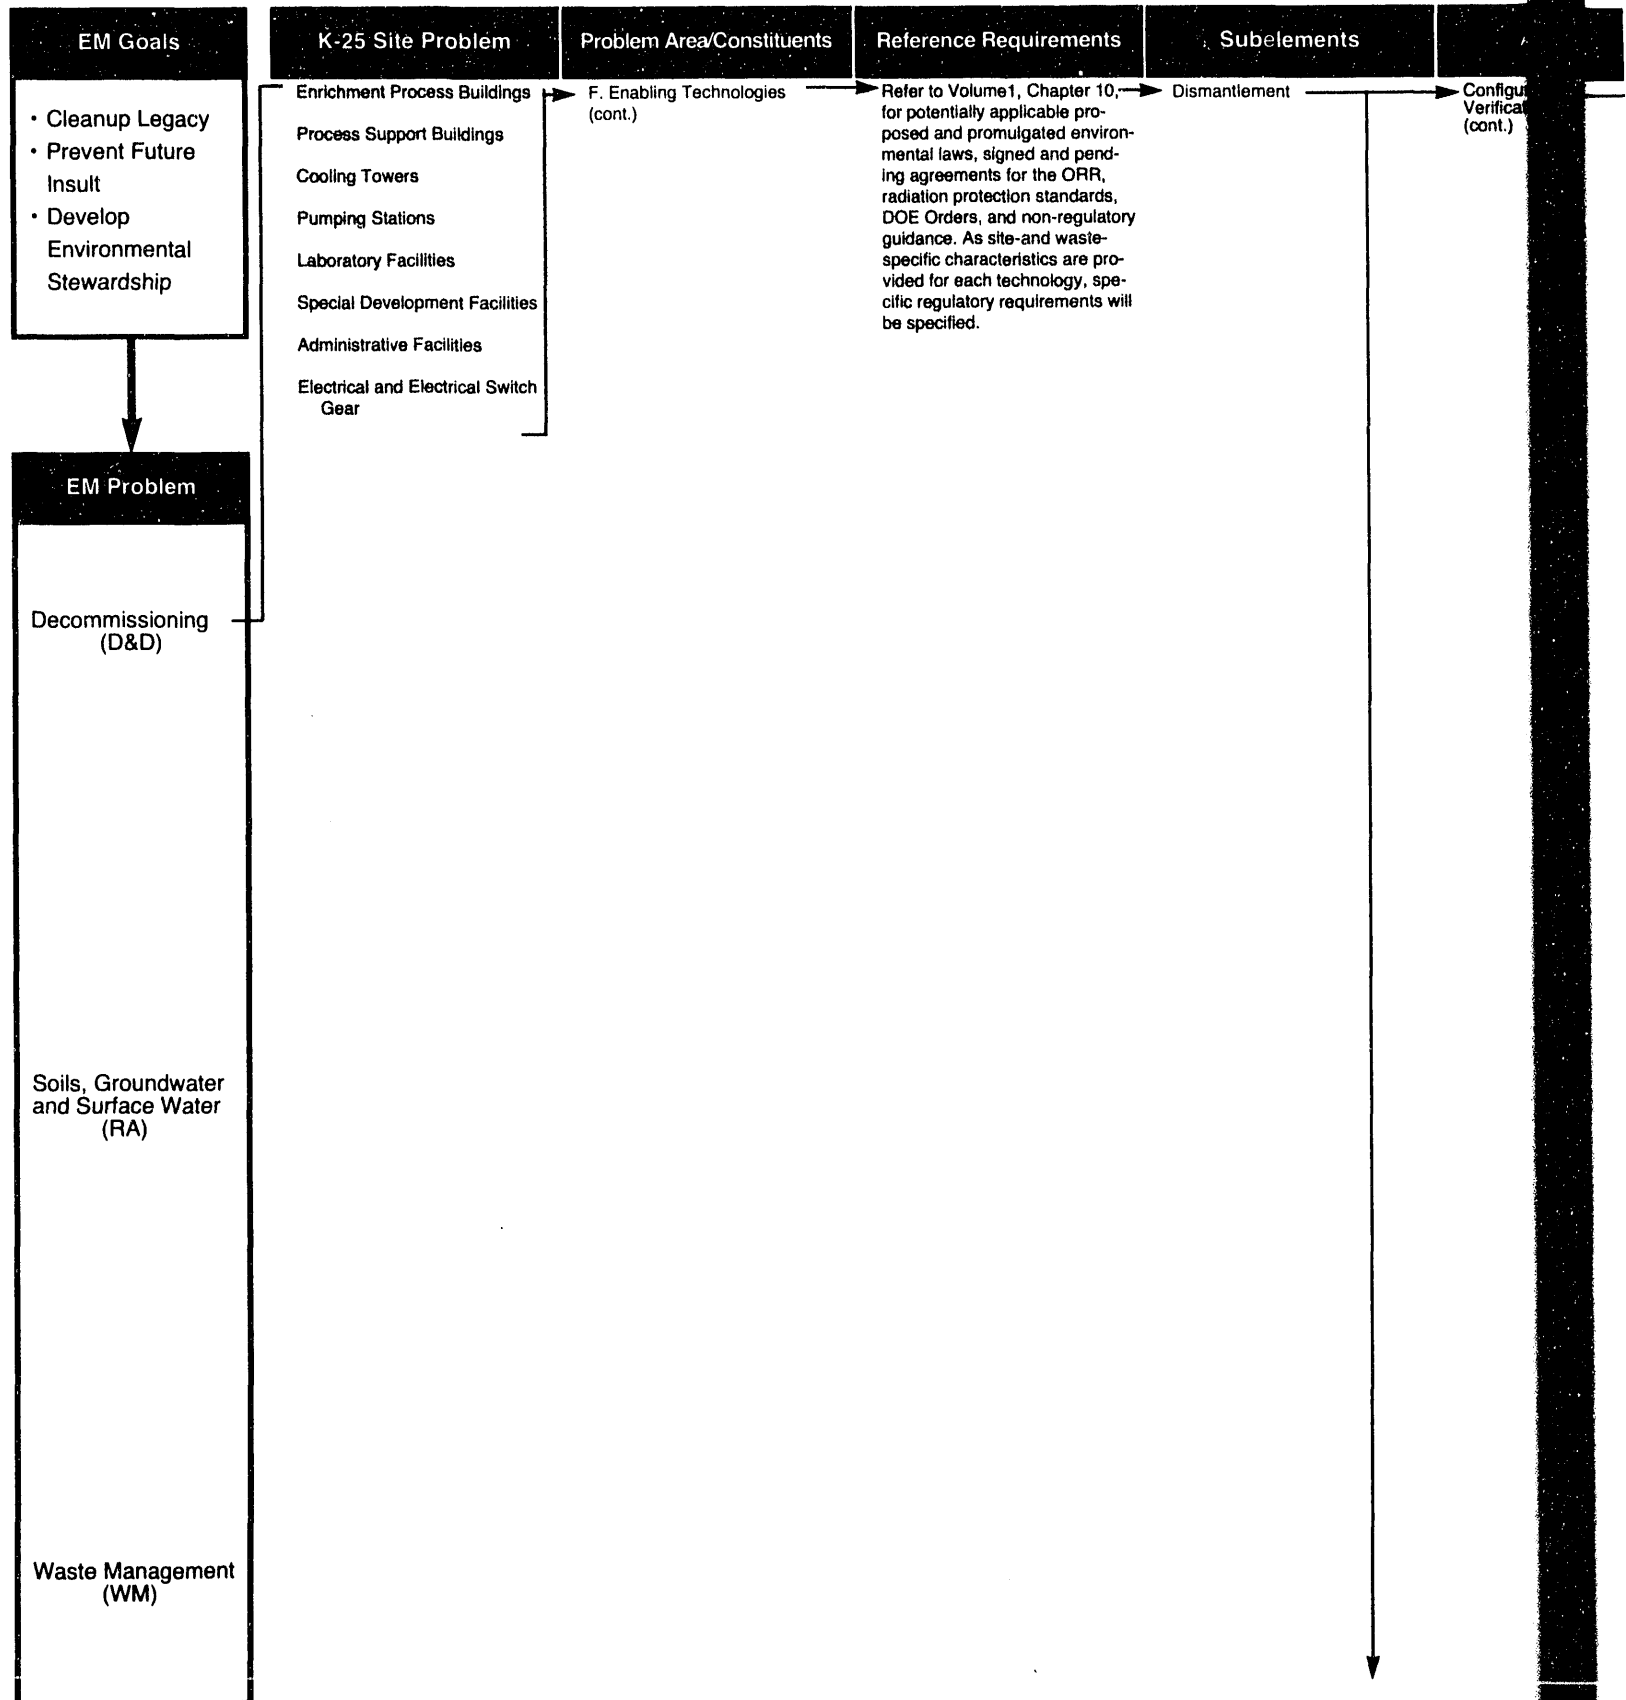 EM Goals
• Cleanup Legacy
• Prevent Future
Insult
• Develop
Environmental
Stewardship
EM Problem
Decommissioning
(D&D)
Soils, Groundwater
and Surface Water
(RA)
Waste Management
(WM)
K-25 Site Problem
Enrichment Process Buildings
Process Support Buildings
Cooling Towers
Pumping Stations
Laboratory Facilities
Special Development Facilities
Administrative Facilities
Electrical and Electrical Switch
Gear
Problem Area/Constituents
F. Enabling Technologies
(cont.)
Reference Requirements
Refer to Volume1, Chapter 10,
for potentially applicable pro-
posed and promulgated environ-
mental laws, signed and pend-
ing agreements for the ORR,
radiation protection standards,
DOE Orders, and non-regulatory
guidance. As site-and waste-
specific characteristics are pro-
vided for each technology, spe-
cific regulatory requirements will
be specified.
Subelements
Dismantlement
(cont.)